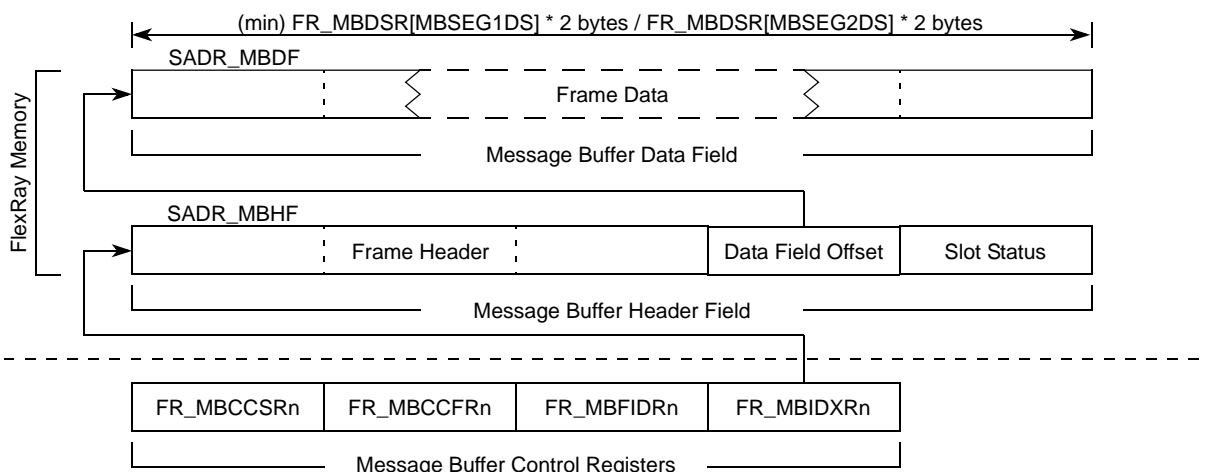 (min) FR_MBDSR[MBSEG1DS] * 2 bytes / FR_MBDSR[MBSEG2DS] * 2 bytes
SADR_MBDF
Frame Data
Message Buffer Data Field
FlexRay Memory
SADR_MBHF
Frame Header Data Field Offset Slot Status
Message Buffer Header Field
FR_MBCCSRn FR_MBCCFRn FR_MBFIDRn FR_MBIDXRn
Message Buffer Control Registers